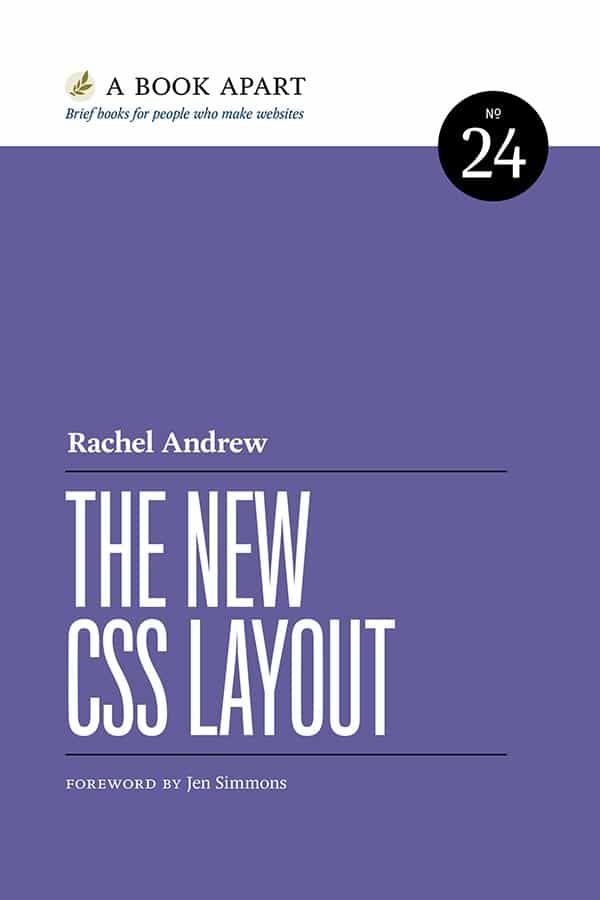 A BOOK APART
Brief books for people who make websites
Nº
24
Rachel Andrew
THE NEW
CSS LAYOUT
FOREWORD BY Jen Simmons